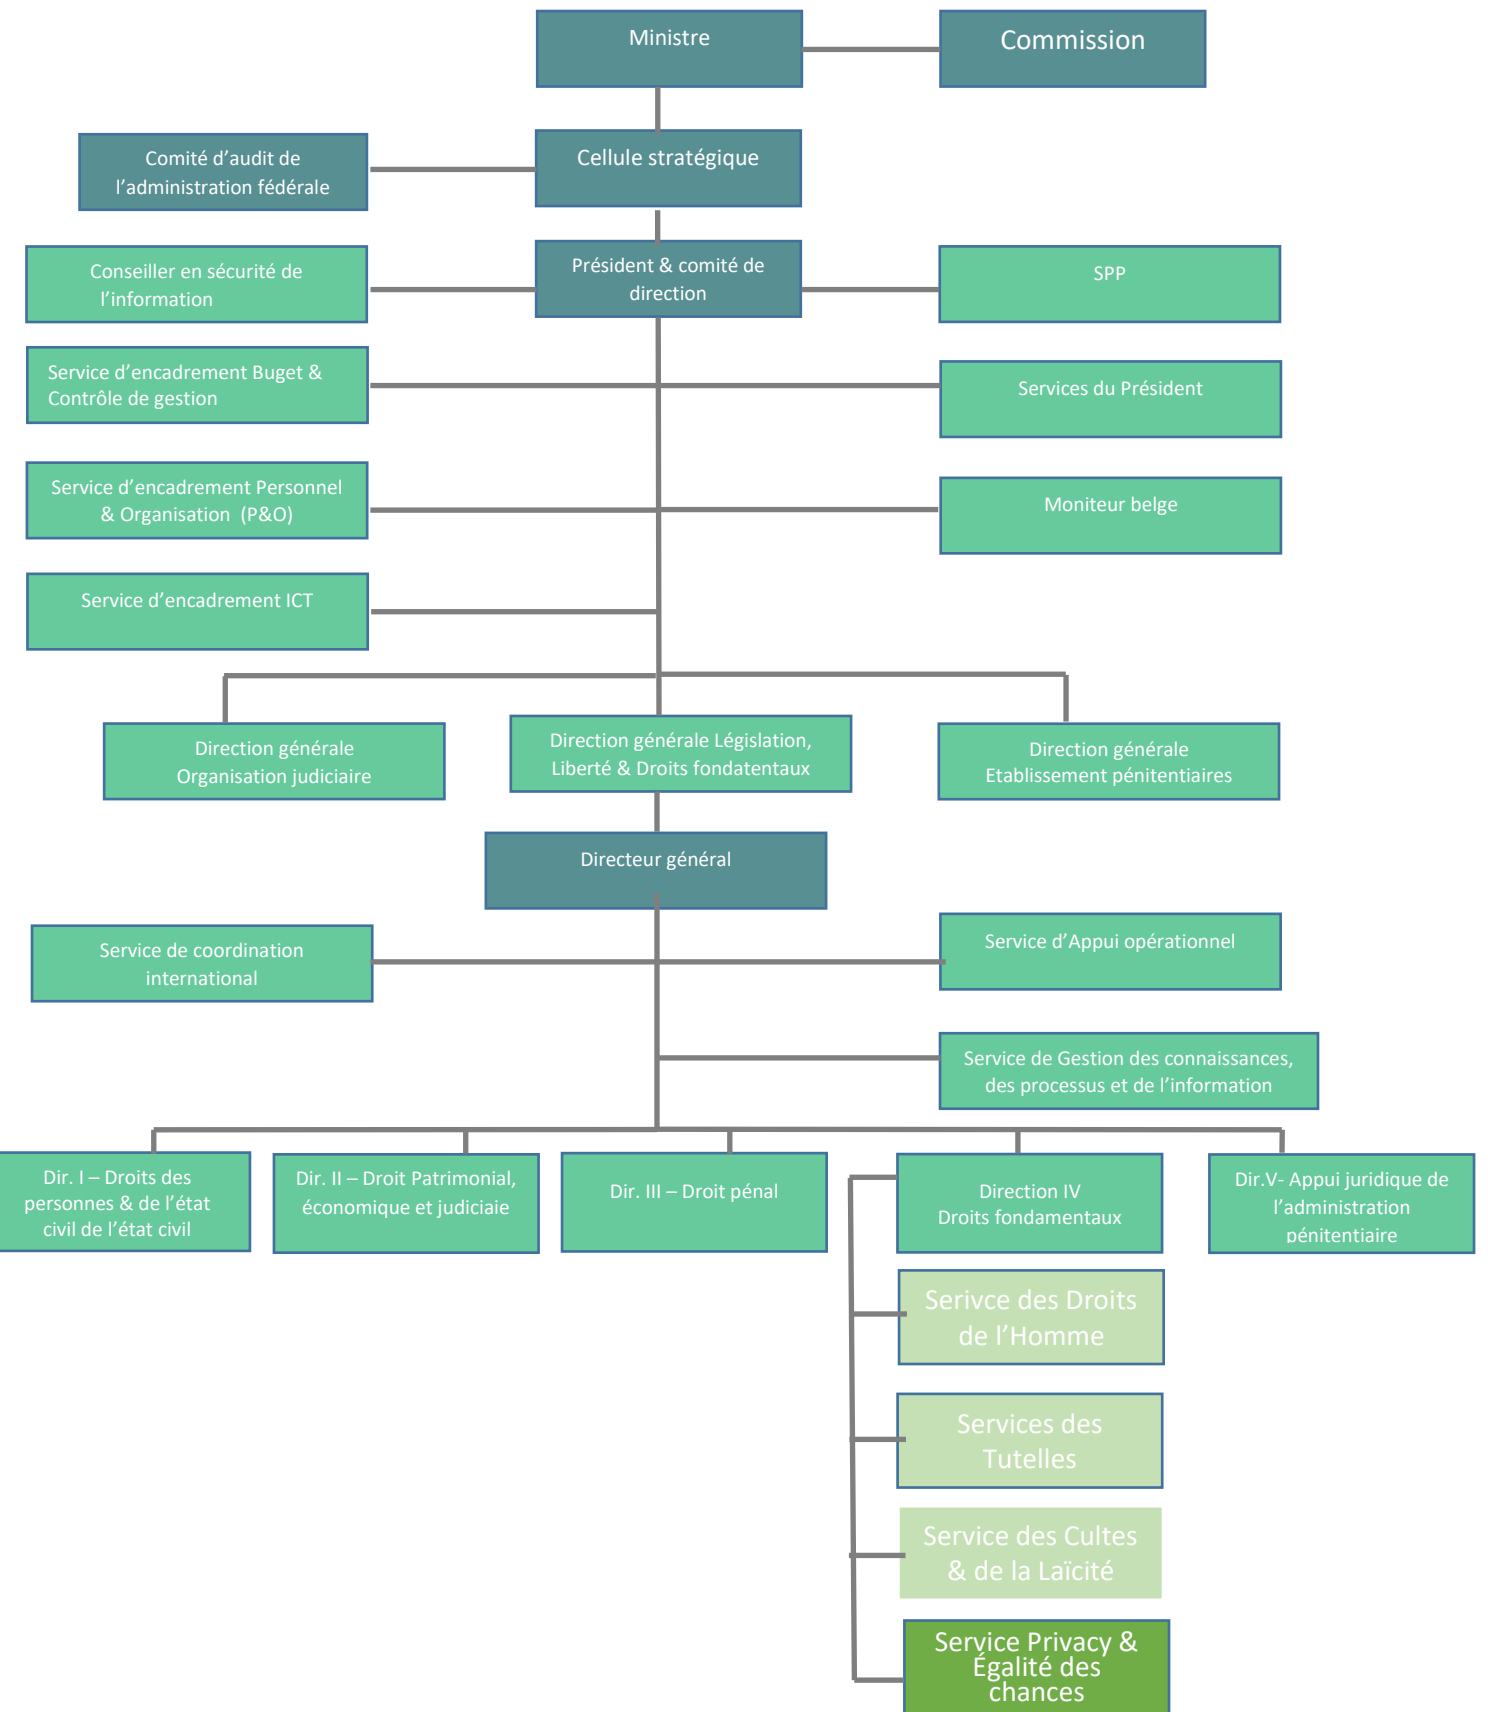 Ministre
Commission
Comité d’audit de
l’administration fédérale
Cellule stratégique
Conseiller en sécurité de
l’information
Président & comité de
direction
SPP
Service d’encadrement Buget &
Contrôle de gestion
Services du Président
Service d’encadrement Personnel
& Organisation (P&O)
Moniteur belge
Service d’encadrement ICT
Direction générale
Organisation judiciaire
Direction générale Législation,
Liberté & Droits fondatentaux
Direction générale
Etablissement pénitentiaires
Directeur général
Service de coordination
international
Service d’Appui opérationnel
Service de Gestion des connaissances,
des processus et de l’information
Dir. I – Droits des
personnes & de l’état
civil de l’état civil
Dir. II – Droit Patrimonial,
économique et judiciaie
Dir. III – Droit pénal
Direction IV
Droits fondamentaux
Dir.V- Appui juridique de
l’administration
pénitentiaire
Serivce des Droits
de l’Homme
Services des
Tutelles
Service des Cultes
& de la Laïcité
Service Privacy &
Égalité des
chances